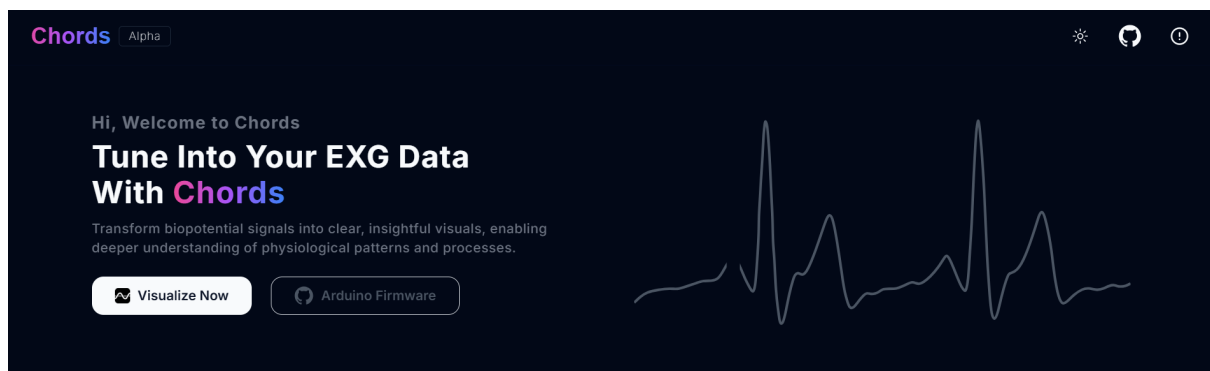 Chords Alpha
Hi, Welcome to Chords
Tune Into Your EXG Data
With Chords
Transform biopotential signals into clear, insightful visuals, enabling
deeper understanding of physiological patterns and processes.
Visualize Now Arduino Firmware